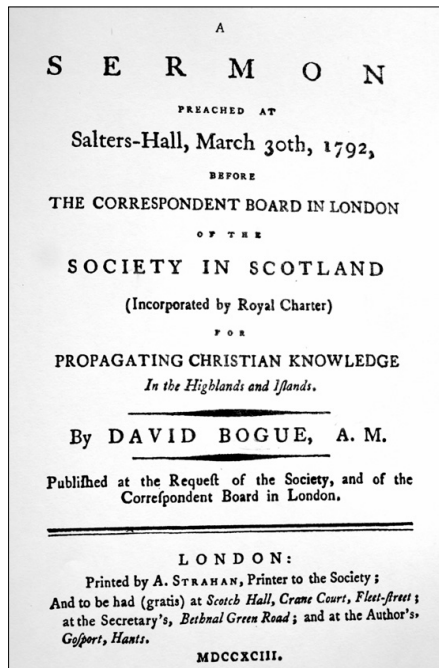 A
SERMON
PREACHED AT
Salters-Hall, March 30th, 1792,
BEFORE
THE CORRESPONDENT BOARD IN LONDON
OF THE
SOCIETY IN SCOTLAND
(Incorporated by Royal Charter)
FOR
PROPAGATING CHRISTIAN KNOWLEDGE
In the Highlands and Iſlands.
By DAVID BOGUE, A. M.
Publiſhed at the Requeſt of the Society, and of the
Correſpondent Board in London.
LONDON:
Printed by A. STRAHAN, Printer to the Society;
And to be had (gratis) at Scotch Hall, Crane Court, Fleet-ſtreet;
at the Secretary's, Bethnal Green Road; and at the Author's,
Goſport, Hants.
MDCCXCIII.